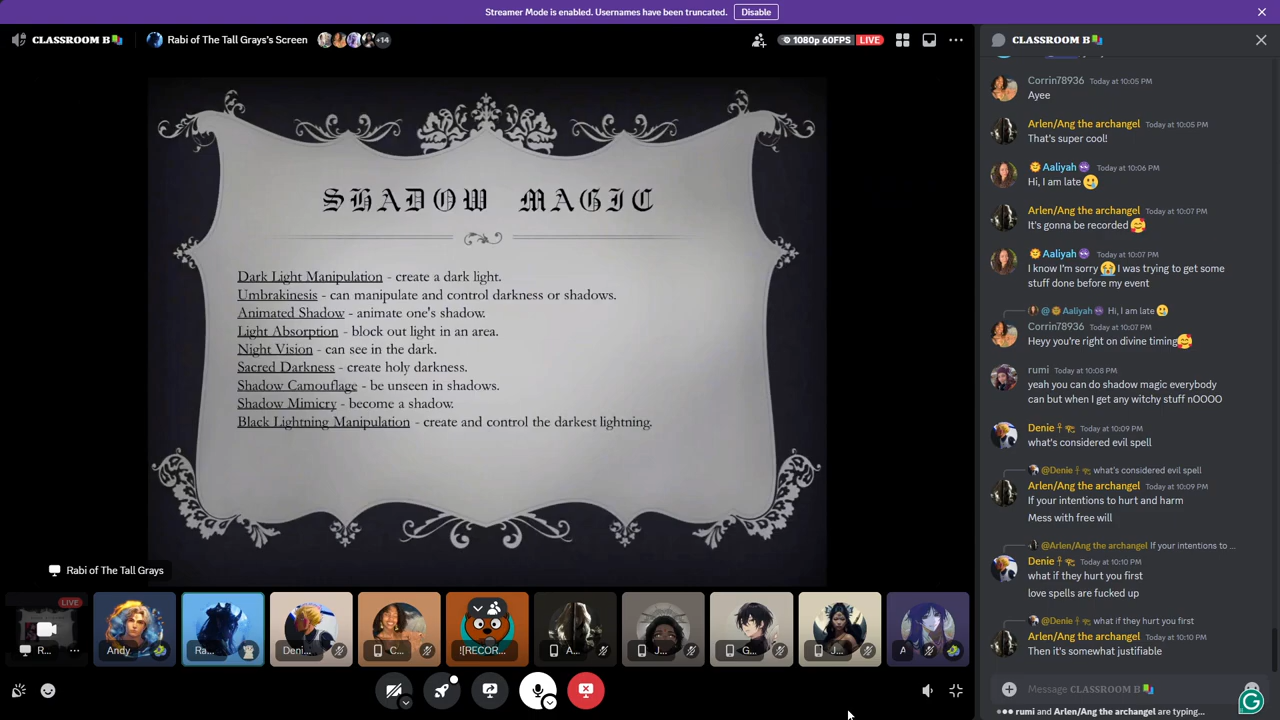 Streamer Mode is enabled. Usernames have been truncated. Disable
CLASSROOM B
Rabi of The Tall Grays's Screen
+14
1080p 60FPS LIVE
SHADOW MAGIC
Dark Light Manipulation - create a dark light.
Umbrakinesis - can manipulate and control darkness or shadows.
Animated Shadow - animate one's shadow.
Light Absorption - block out light in an area.
Night Vision - can see in the dark.
Sacred Darkness - create holy darkness.
Shadow Camouflage - be unseen in shadows.
Shadow Mimicry - become a shadow.
Black Lightning Manipulation - create and control the darkest lightning.
Rabi of The Tall Grays
LIVE
R...
Andy
Ra...
Deni...
C...
![RECOR...
A...
J...
G...
J...
A
CLASSROOM B
Corrin78936 Today at 10:05 PM
Ayee
Arlen/Ang the archangel Today at 10:05 PM
That's super cool!
Aaliyah Today at 10:06 PM
Hi, I am late 🥲
Arlen/Ang the archangel Today at 10:07 PM
It's gonna be recorded 🥰
Aaliyah Today at 10:07 PM
I know I'm sorry 😭 I was trying to get some
stuff done before my event
@ Aaliyah Hi, I am late 🥲
Corrin78936 Today at 10:07 PM
Heyy you're right on divine timing 🥰
rumi Today at 10:08 PM
yeah you can do shadow magic everybody
can but when I get any witchy stuff nOOOO
Denie Today at 10:09 PM
what's considered evil spell
@Denie what's considered evil spell
Arlen/Ang the archangel Today at 10:09 PM
If your intentions to hurt and harm
Mess with free will
@Arlen/Ang the archangel If your intentions to ...
Denie Today at 10:10 PM
what if they hurt you first
love spells are fucked up
@Denie what if they hurt you first
Arlen/Ang the archangel Today at 10:10 PM
Then it's somewhat justifiable
Message CLASSROOM B
rumi and Arlen/Ang the archangel are typing...